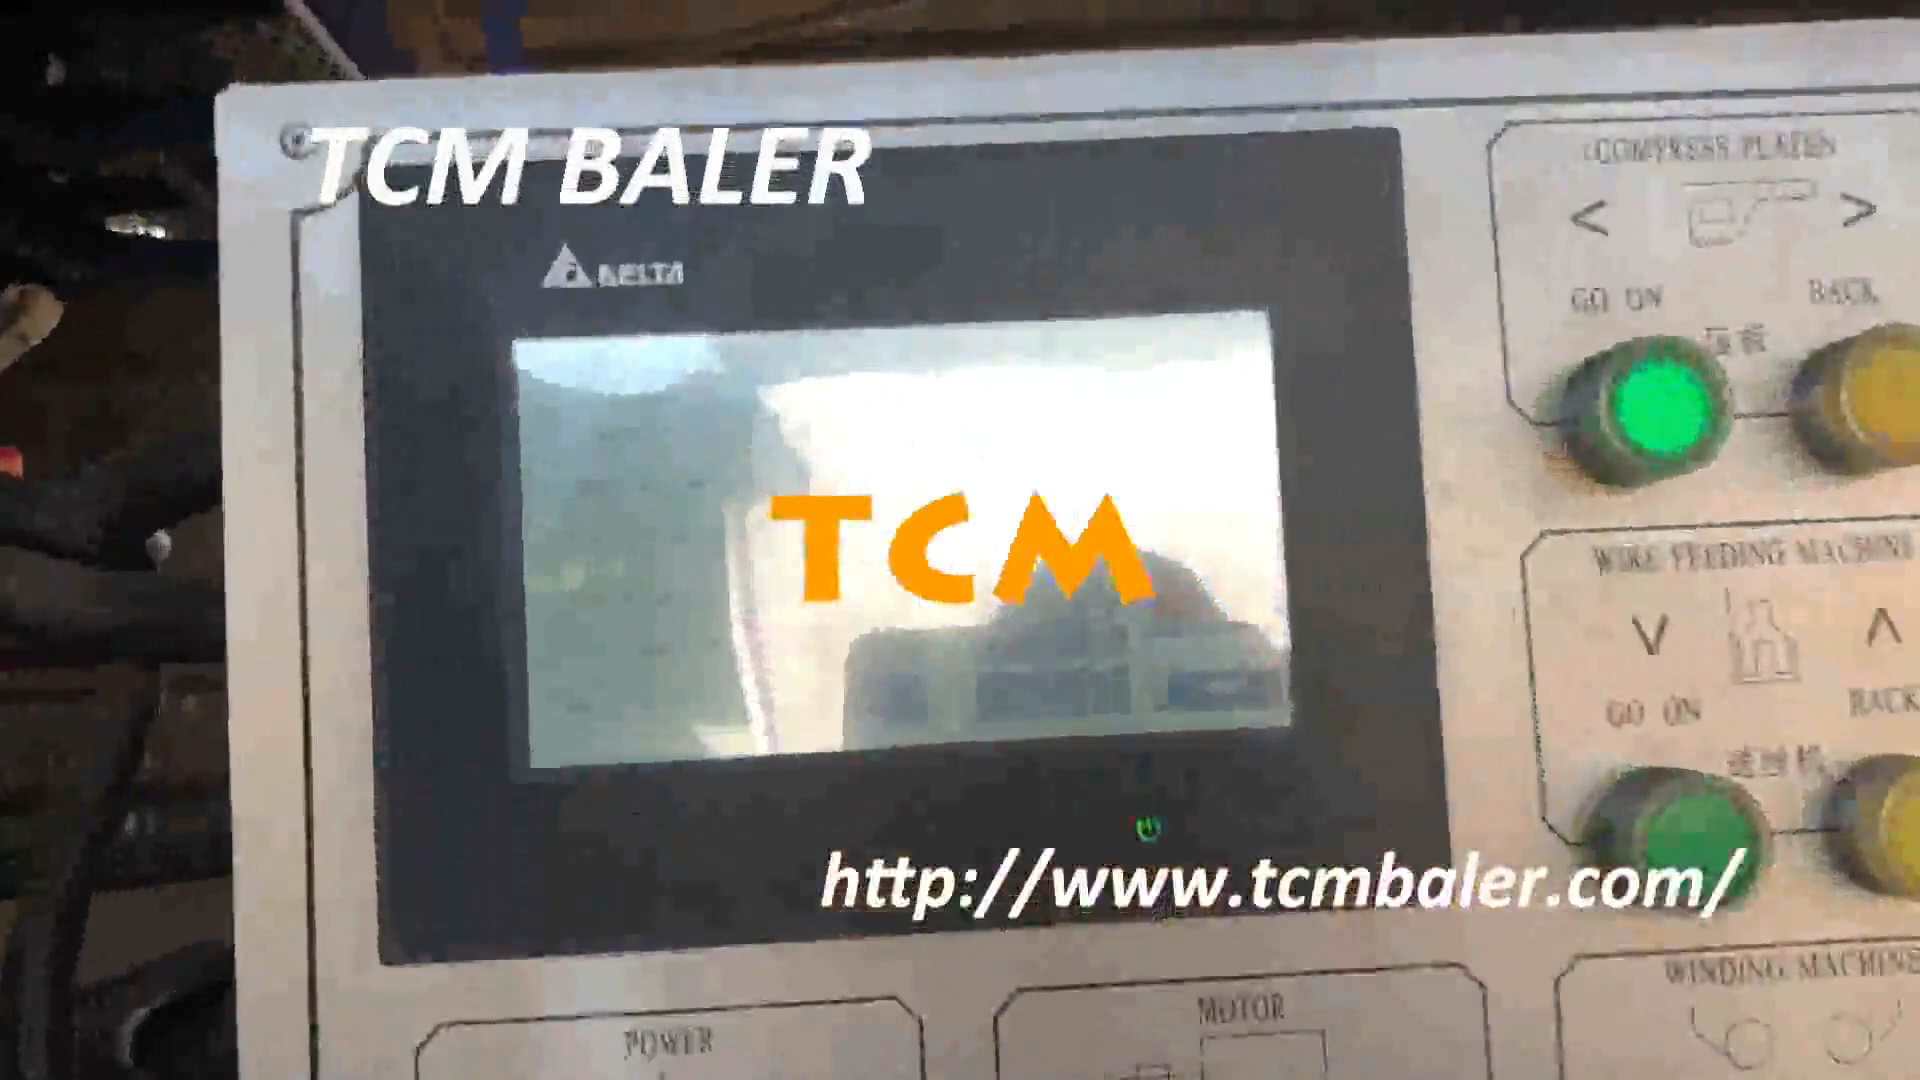 TCM BALER
DELTA
COMPRESS PLATEN
< >
GO ON BACK
TCM
WIRE FEEDING MACHINE
GO ON BACK
http://www.tcmbaler.com/
WINDING MACHINE
MOTOR
POWER